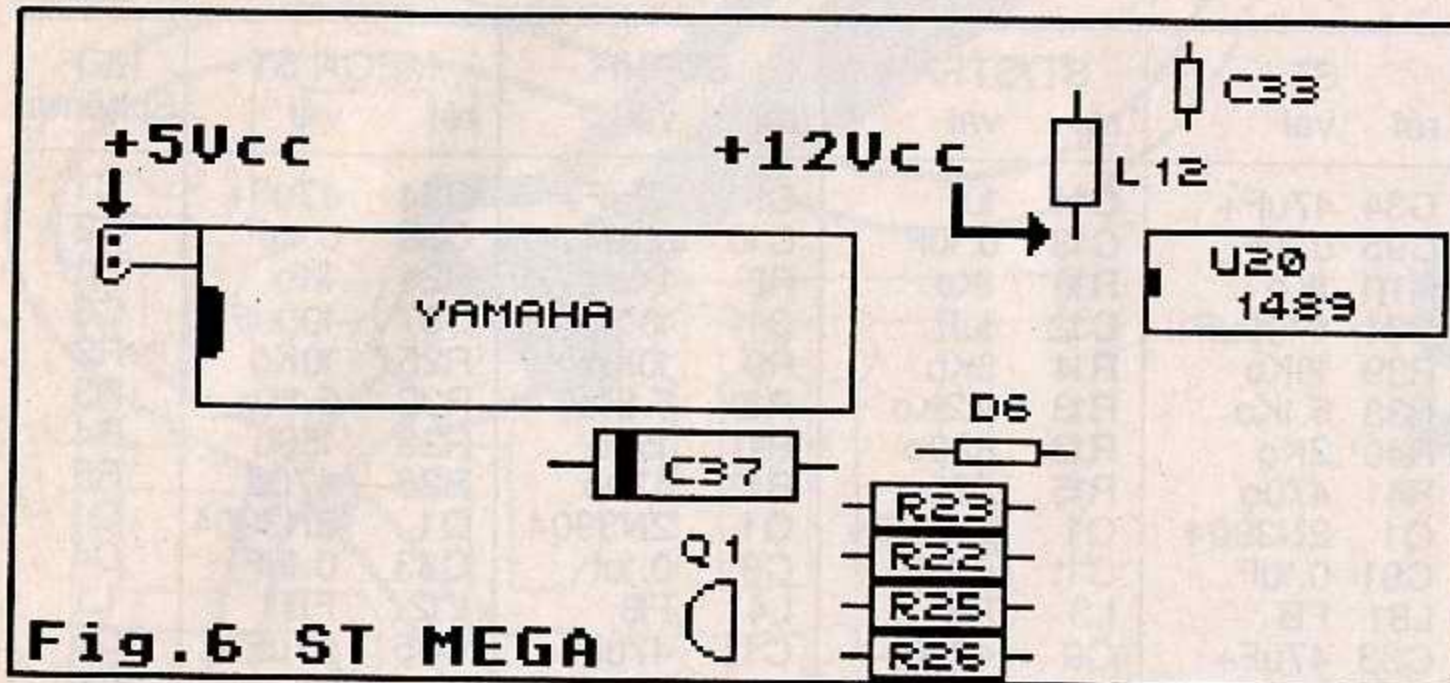 C33
+5Vcc
+12Vcc
L12
YAMAHA
U20
1489
D6
C37
R23
Q1
R22
R25
Fig.6 ST MEGA
R26